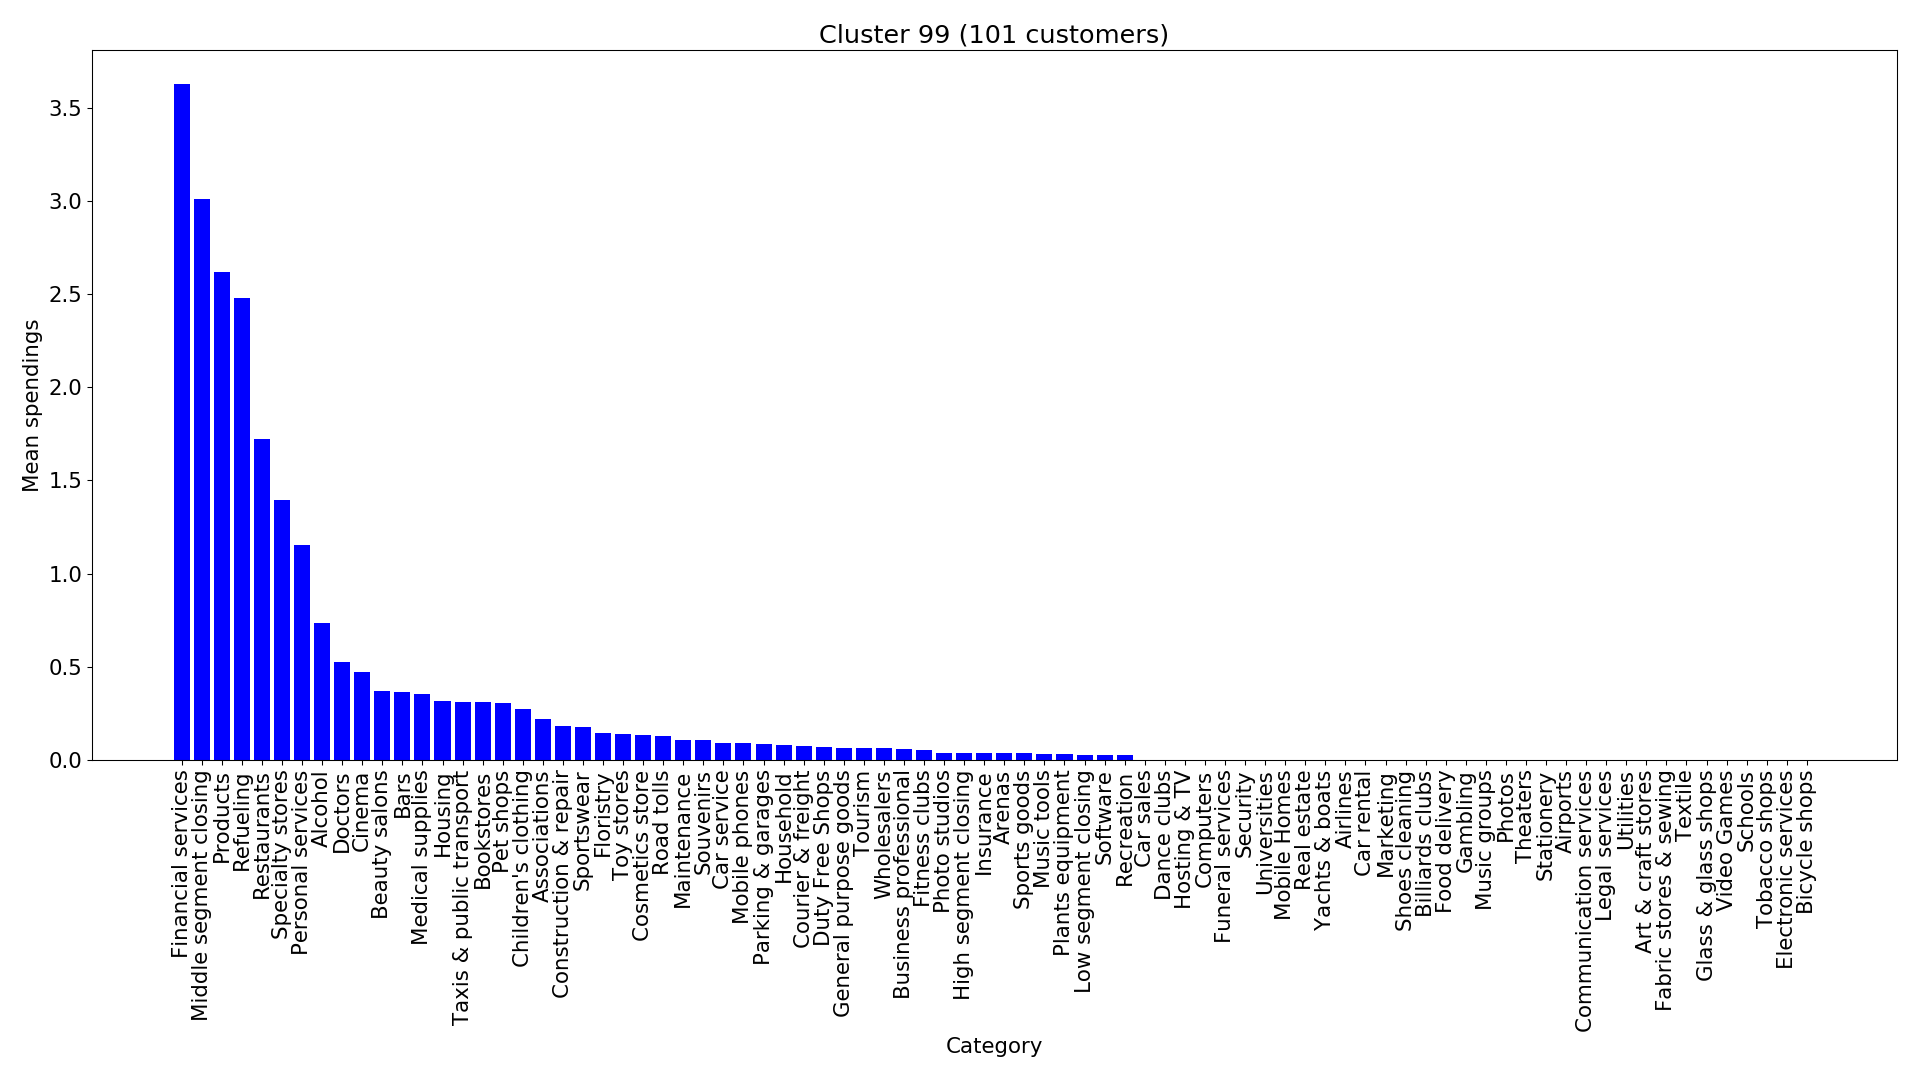 Cluster 99 (101 customers)
Mean spendings
3.5
3.0
2.5
2.0
1.5
1.0
0.5
0.0
Financial services
Middle segment closing
Products
Refueling
Restaurants
Specialty stores
Personal services
Alcohol
Doctors
Cinema
Beauty salons
Bars
Medical supplies
Housing
Taxis & public transport
Bookstores
Pet shops
Children's clothing
Associations
Construction & repair
Sportswear
Floristry
Toy stores
Cosmetics store
Road tolls
Maintenance
Souvenirs
Car service
Mobile phones
Parking & garages
Household
Courier & freight
Duty Free Shops
General purpose goods
Tourism
Wholesalers
Business professional
Fitness clubs
Photo studios
High segment closing
Insurance
Arenas
Sports goods
Music tools
Plants equipment
Low segment closing
Software
Recreation
Car sales
Dance clubs
Hosting & TV
Computers
Funeral services
Security
Universities
Mobile Homes
Real estate
Yachts & boats
Airlines
Car rental
Marketing
Shoes cleaning
Billiards clubs
Food delivery
Gambling
Music groups
Photos
Theaters
Stationery
Airports
Communication services
Legal services
Utilities
Art & craft stores
Fabric stores & sewing
Textile
Glass & glass shops
Video Games
Schools
Tobacco shops
Electronic services
Bicycle shops
Category